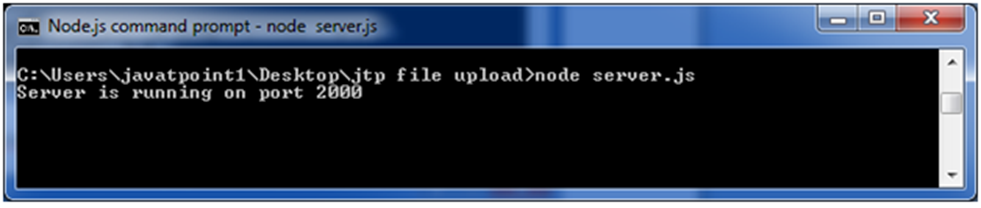 Node.js command prompt - node server.js
C:\Users\javatpoint1\Desktop\jtp file upload>node server.js
Server is running on port 2000